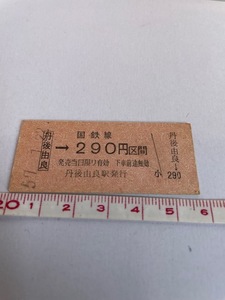 国鉄線
丹後由良
→ 290円区間
発売当日限り有効 下車前途無効
丹後由良駅発行
丹後由良→
小 290
20 1 2 3 4 5 6